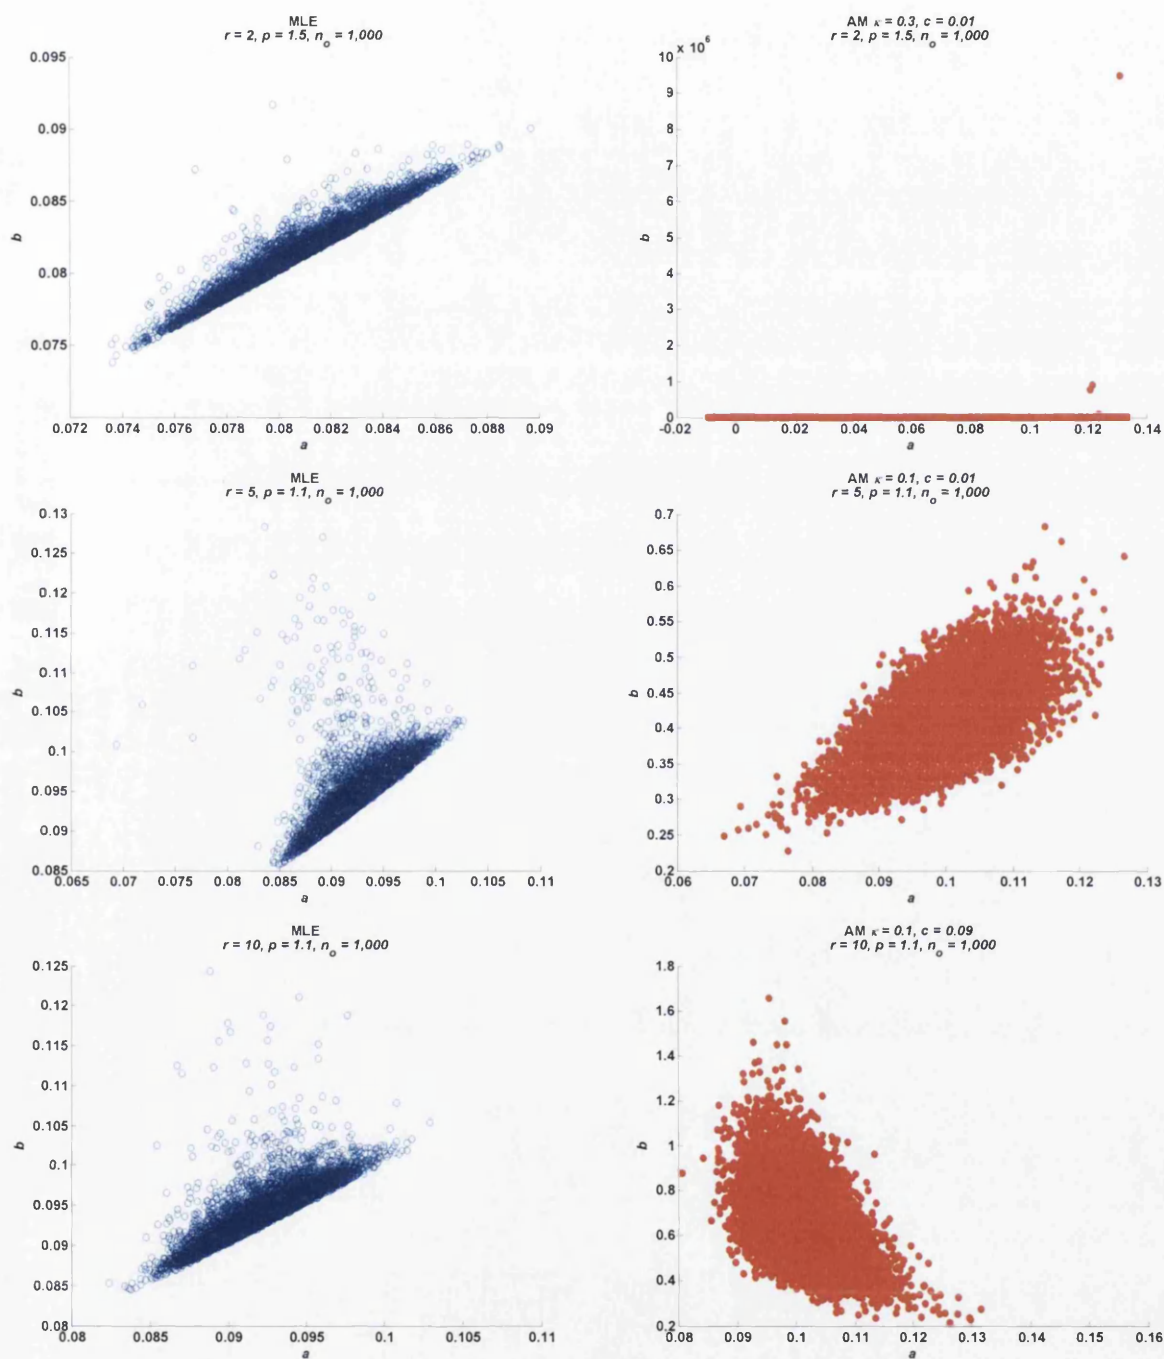 MLE
r = 2, p = 1.5, n_o = 1,000
0.095
0.09
0.085
0.08
0.075
b
0.072 0.074 0.076 0.078 0.08 0.082 0.084 0.086 0.088 0.09
a
AM κ = 0.3, c = 0.01
r = 2, p = 1.5, n_o = 1,000
x 10^6
10
9
8
7
6
5
4
3
2
1
0
b
-0.02 0 0.02 0.04 0.06 0.08 0.1 0.12 0.14
a
MLE
r = 5, p = 1.1, n_o = 1,000
0.13
0.125
0.12
0.115
0.11
0.105
0.1
0.095
0.09
0.085
b
0.065 0.07 0.075 0.08 0.085 0.09 0.095 0.1 0.105 0.11
a
AM κ = 0.1, c = 0.01
r = 5, p = 1.1, n_o = 1,000
0.7
0.65
0.6
0.55
0.5
0.45
0.4
0.35
0.3
0.25
0.2
b
0.06 0.07 0.08 0.09 0.1 0.11 0.12 0.13
a
MLE
r = 10, p = 1.1, n_o = 1,000
0.125
0.12
0.115
0.11
0.105
0.1
0.095
0.09
0.085
0.08
b
0.08 0.085 0.09 0.095 0.1 0.105 0.11
a
AM κ = 0.1, c = 0.09
r = 10, p = 1.1, n_o = 1,000
1.8
1.6
1.4
1.2
1
0.8
0.6
0.4
0.2
b
0.08 0.09 0.1 0.11 0.12 0.13 0.14 0.15 0.16
a